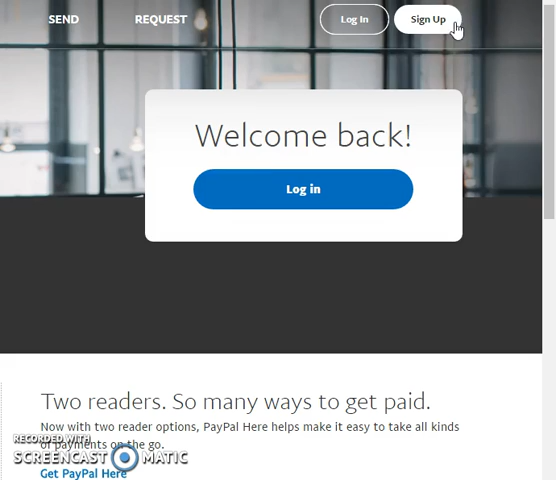 SEND REQUEST Log In Sign Up
Welcome back!
Log in
Two readers. So many ways to get paid.
Now with two reader options, PayPal Here helps make it easy to take all kinds
of payments on the go.
RECORDED WITH
SCREENCAST MATIC
Get PayPal Here